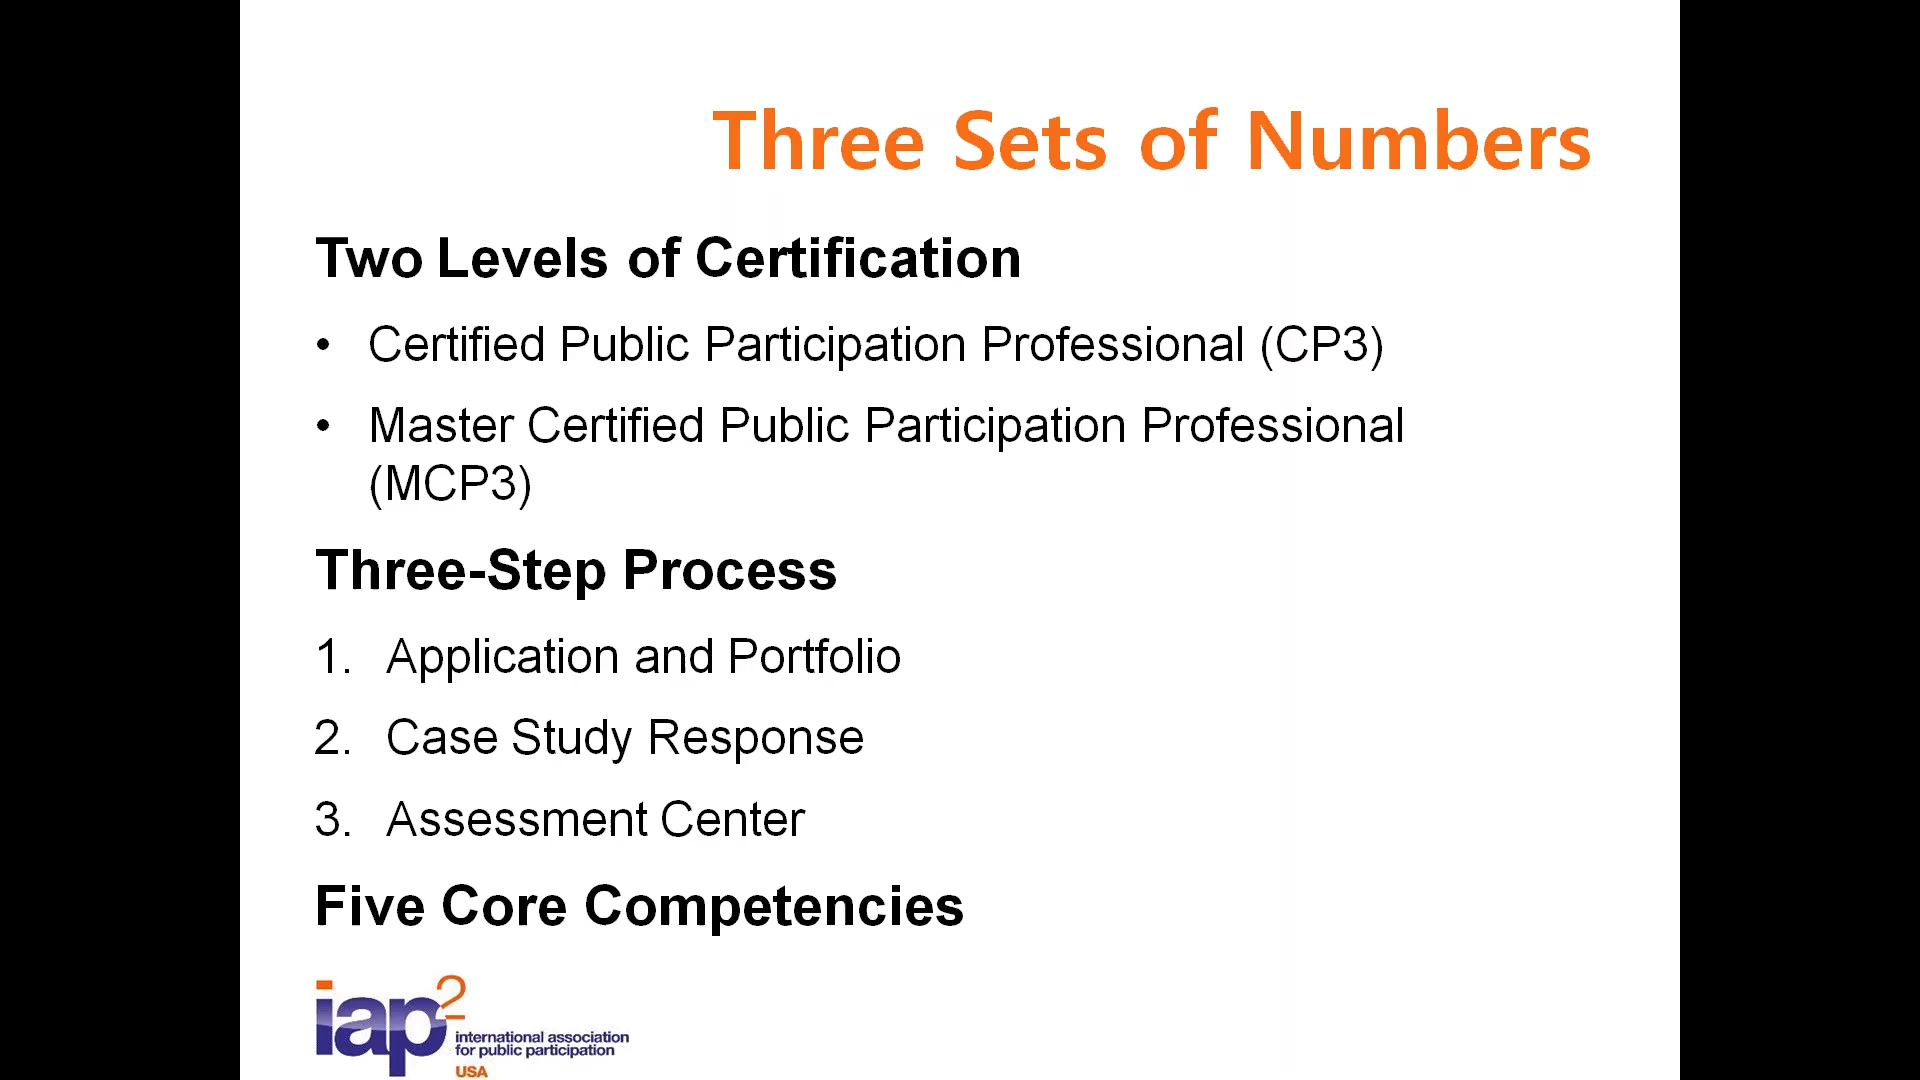 Three Sets of Numbers
Two Levels of Certification
• Certified Public Participation Professional (CP3)
• Master Certified Public Participation Professional
(MCP3)
Three-Step Process
1. Application and Portfolio
2. Case Study Response
3. Assessment Center
Five Core Competencies
iap2
international association
for public participation
USA